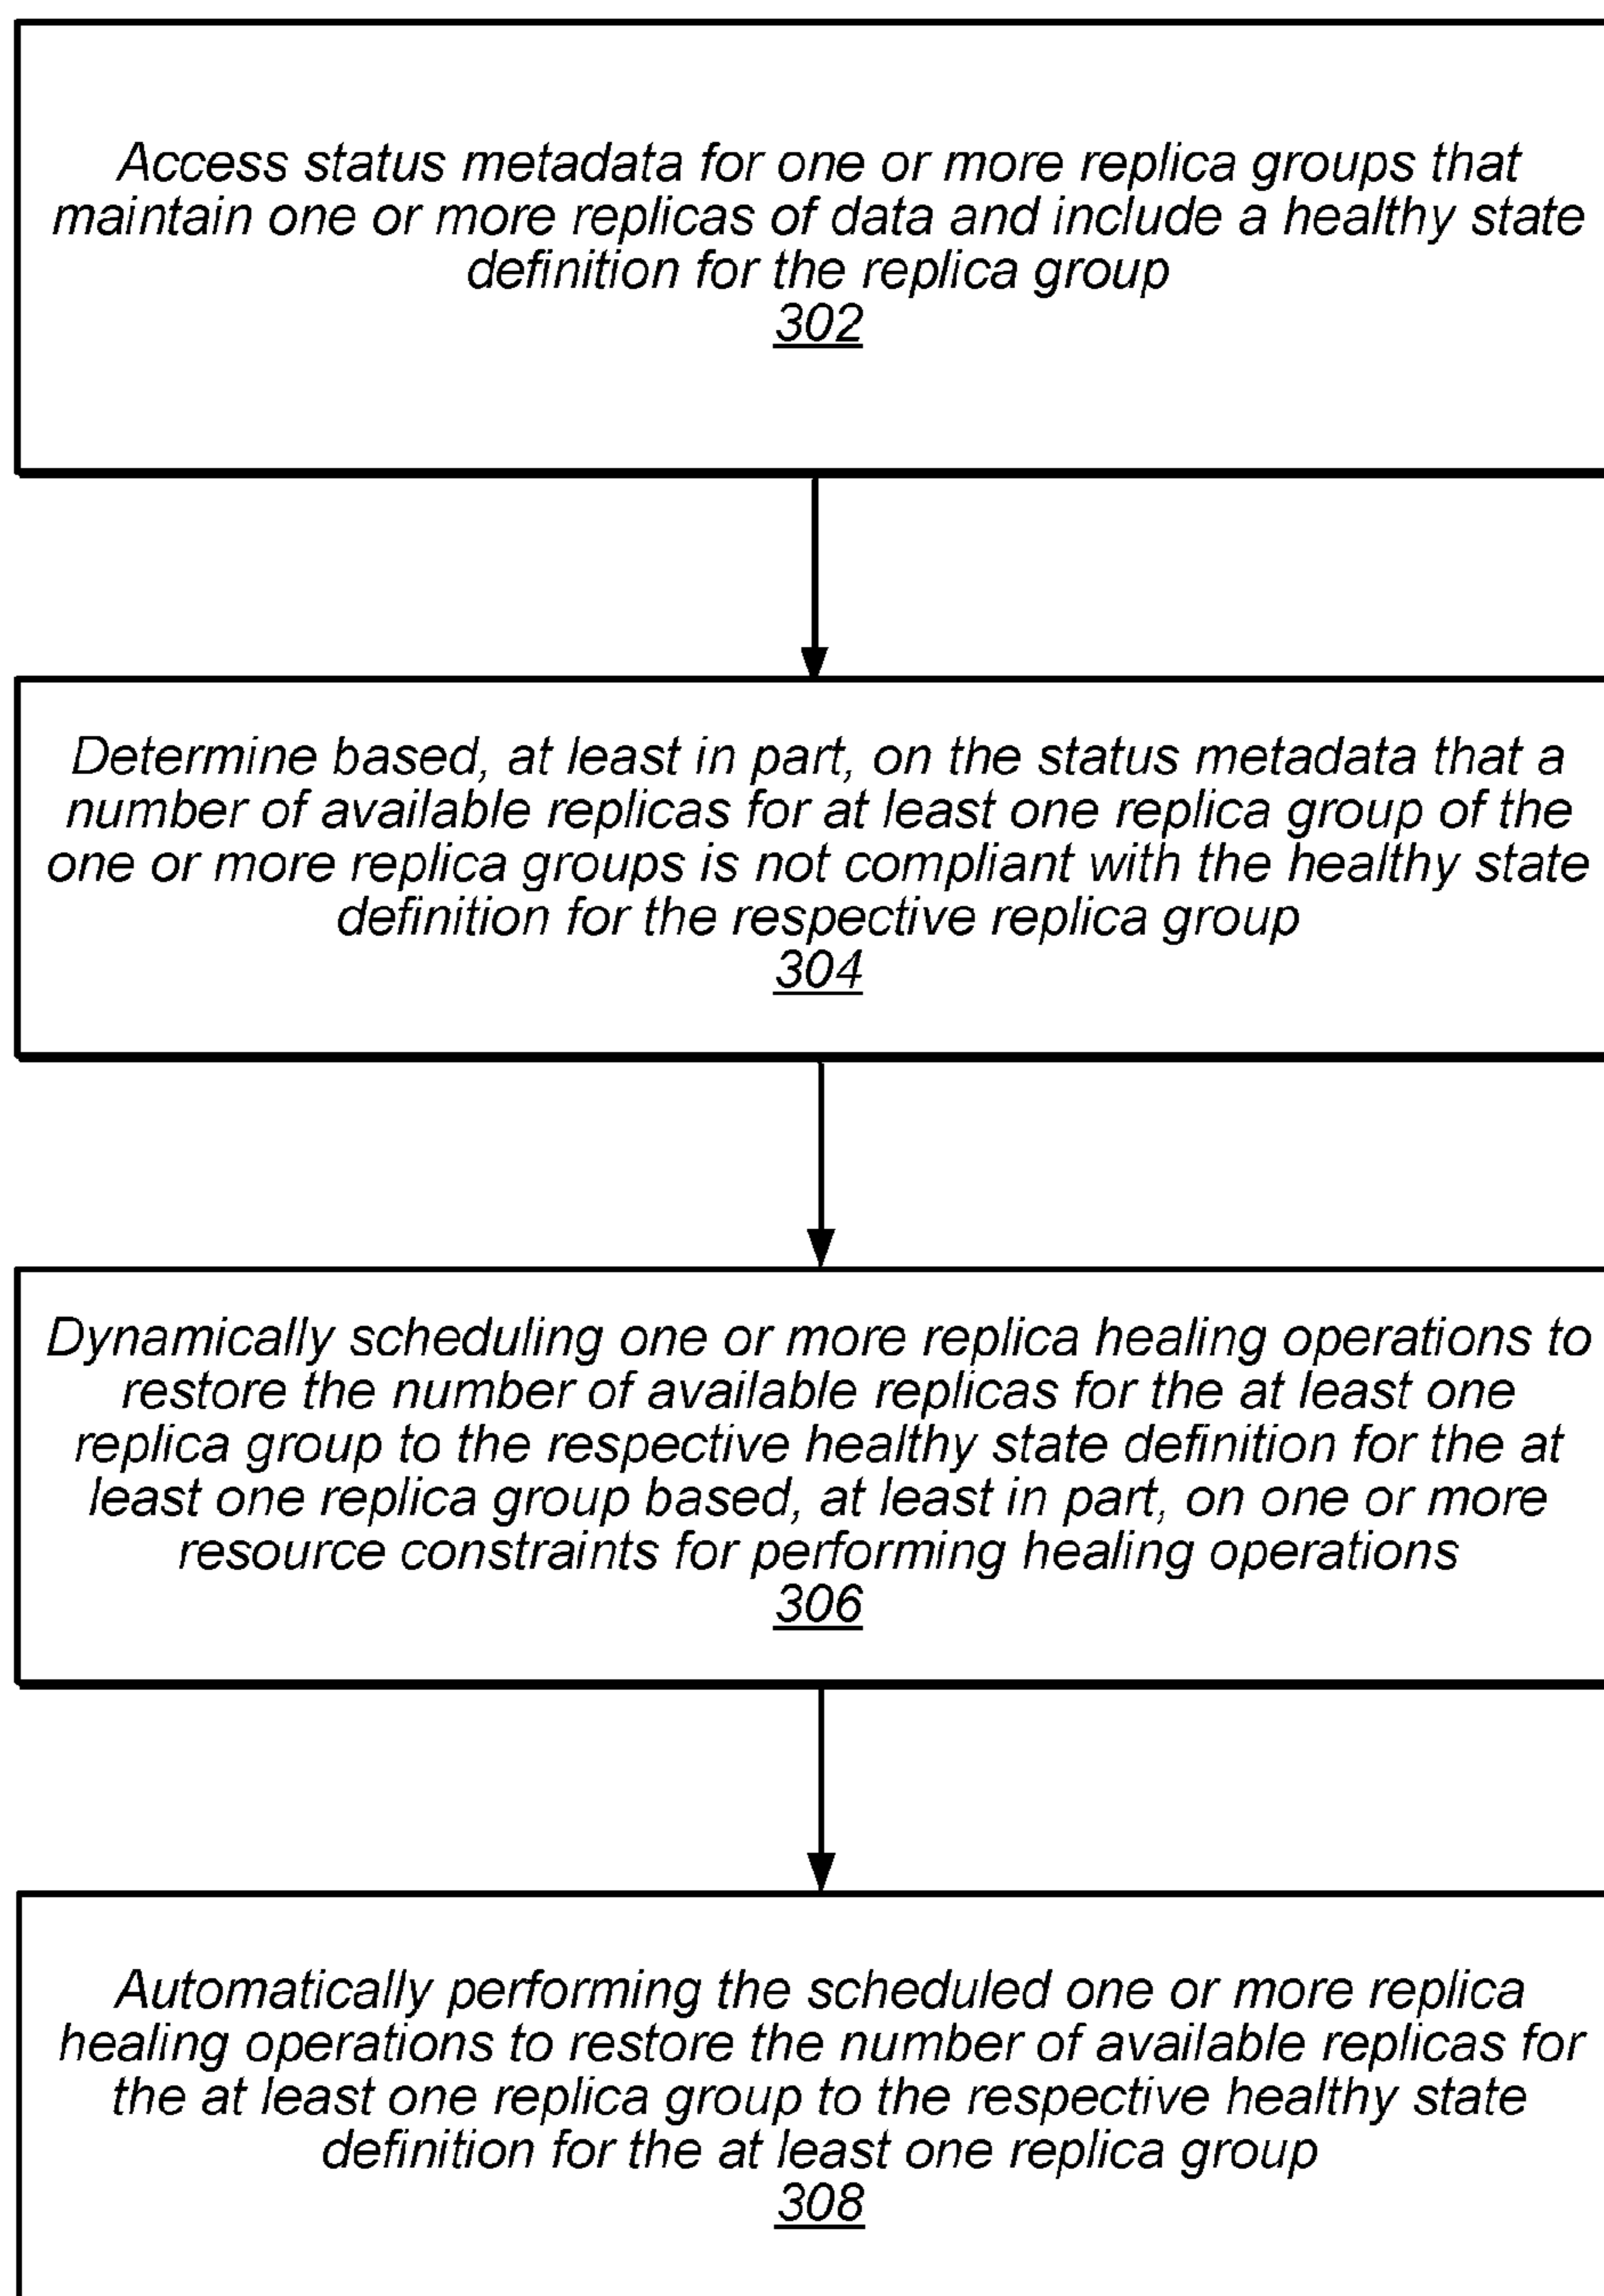 Access status metadata for one or more replica groups that
maintain one or more replicas of data and include a healthy state
definition for the replica group
302
Determine based, at least in part, on the status metadata that a
number of available replicas for at least one replica group of the
one or more replica groups is not compliant with the healthy state
definition for the respective replica group
304
Dynamically scheduling one or more replica healing operations to
restore the number of available replicas for the at least one
replica group to the respective healthy state definition for the at
least one replica group based, at least in part, on one or more
resource constraints for performing healing operations
306
Automatically performing the scheduled one or more replica
healing operations to restore the number of available replicas for
the at least one replica group to the respective healthy state
definition for the at least one replica group
308